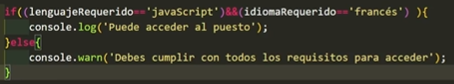 if((lenguajeRequerido=='javaScript')&&(idiomaRequerido=='francés') ){
console.log('Puede acceder al puesto');
}else{
console.warn('Debes cumplir con todos los requisitos para acceder');
}